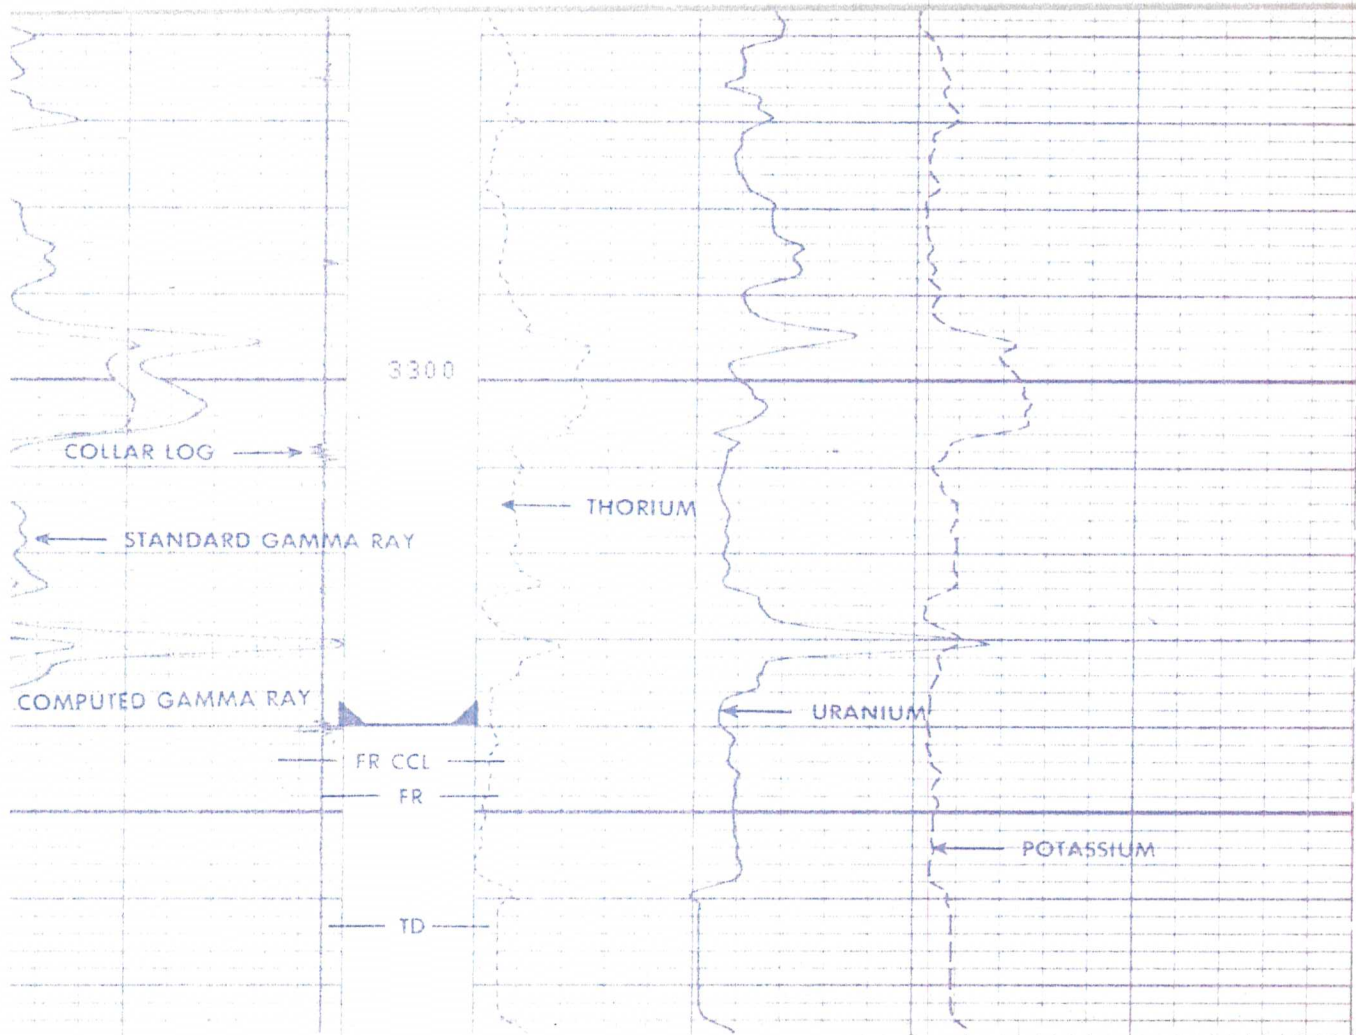 3300
COLLAR LOG
THORIUM
STANDARD GAMMA RAY
COMPUTED GAMMA RAY
URANIUM
FR CCL
FR
POTASSIUM
TD